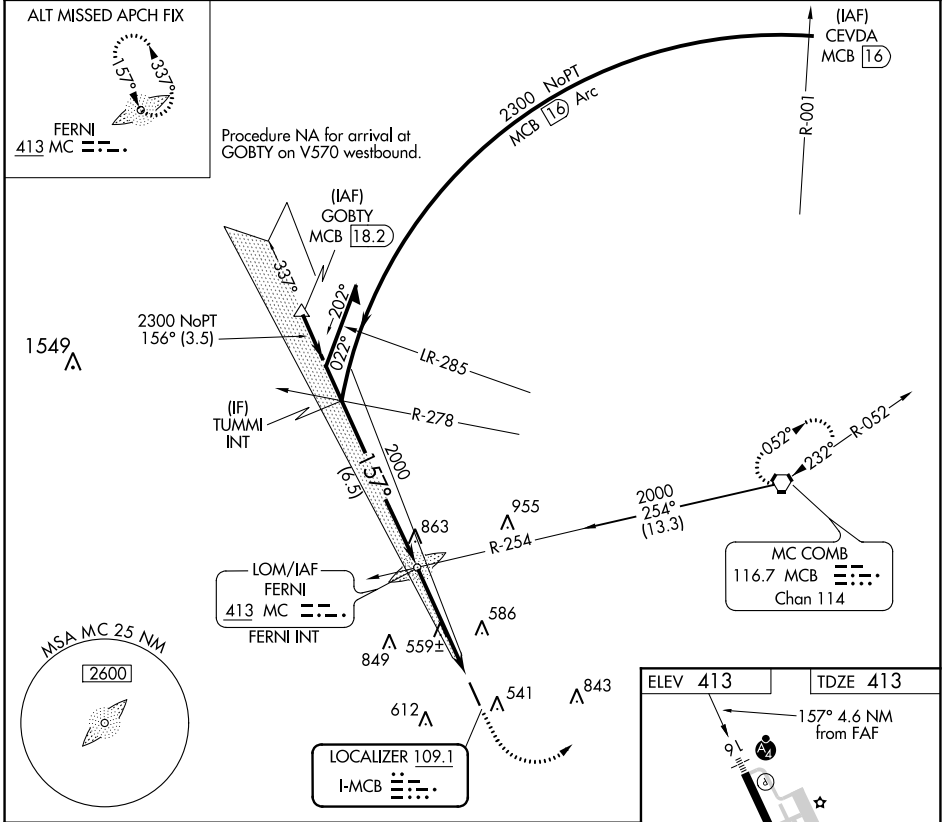 ALT MISSED APCH FIX
157°
337°
FERNI
413 MC
Procedure NA for arrival at
GOBTY on V570 westbound.
(IAF)
CEVDA
MCB 16
2300 NoPT
MCB 16 Arc
R-001
(IAF)
GOBTY
MCB 18.2
337°
202°
022°
2300 NoPT
156° (3.5)
1549
LR-285
R-278
(IF)
TUMMI
INT
2000
157°
(6.5)
052°
232°
R-052
2000
254°
(13.3)
R-254
955
863
MC COMB
116.7 MCB
Chan 114
LOM/IAF
FERNI
413 MC
FERNI INT
586
559±
849
MSA MC 25 NM
2600
541
843
612
LOCALIZER 109.1
I-MCB
ELEV 413
TDZE 413
157° 4.6 NM
from FAF
16
A4